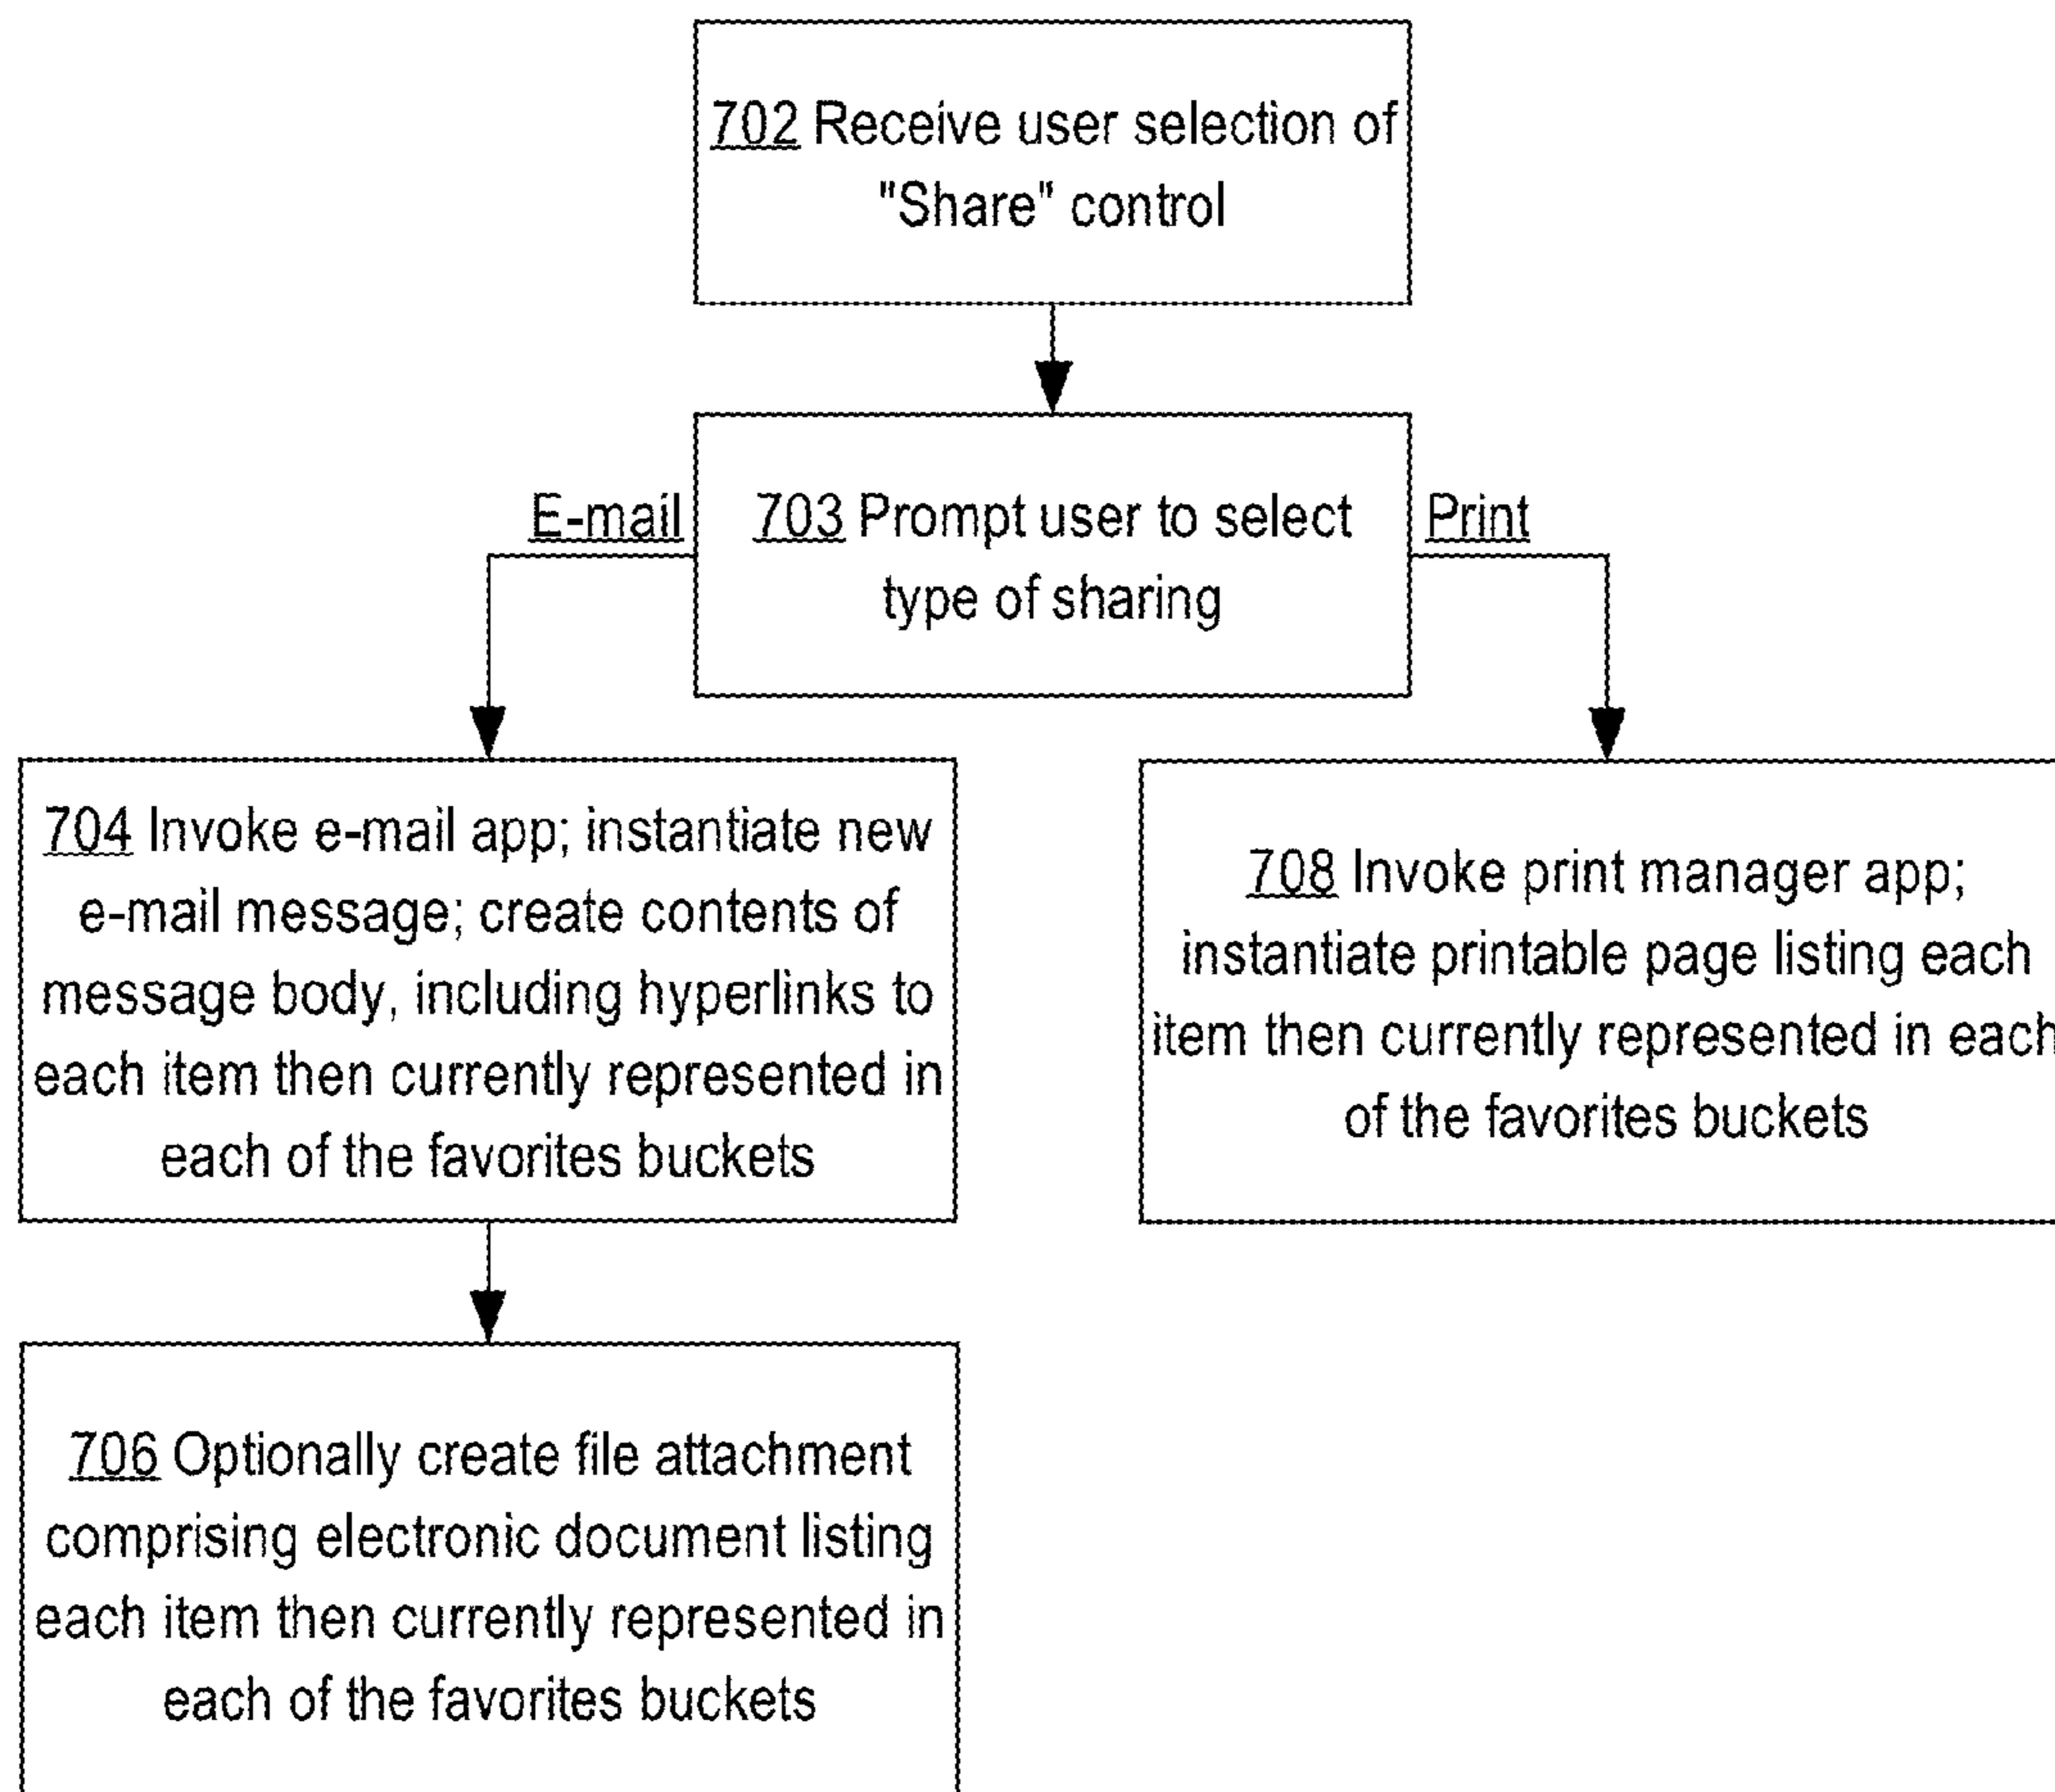 702 Receive user selection of
"Share" control
E-mail
703 Prompt user to select
type of sharing
Print
704 Invoke e-mail app; instantiate new
e-mail message; create contents of
message body, including hyperlinks to
each item then currently represented in
each of the favorites buckets
708 Invoke print manager app;
instantiate printable page listing each
item then currently represented in each
of the favorites buckets
706 Optionally create file attachment
comprising electronic document listing
each item then currently represented in
each of the favorites buckets